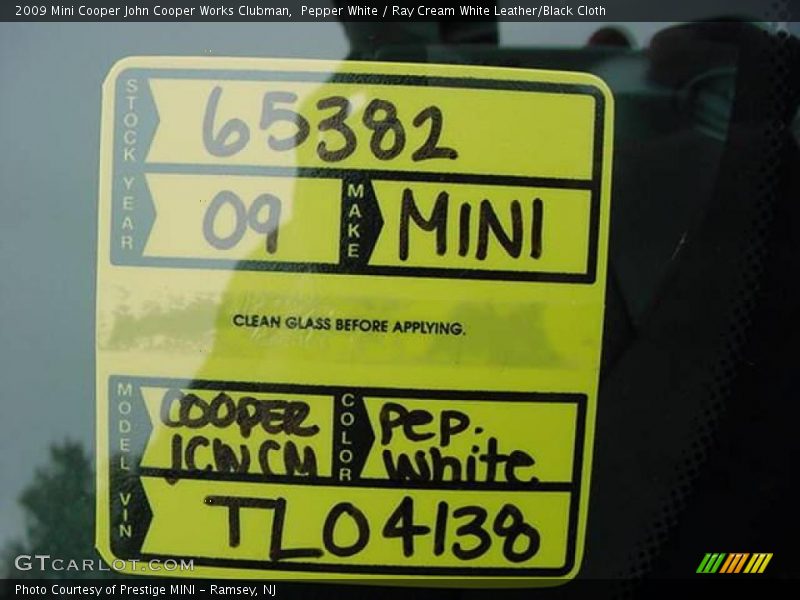 2009 Mini Cooper John Cooper Works Clubman,  Pepper White / Ray Cream White Leather/Black Cloth
STOCK 65382
YEAR 09 MAKE MINI
CLEAN GLASS BEFORE APPLYING.
MODEL COOPER JCW CM COLOR Pep. White
VIN TL04138
GTCARLOT.COM
Photo Courtesy of Prestige MINI - Ramsey, NJ